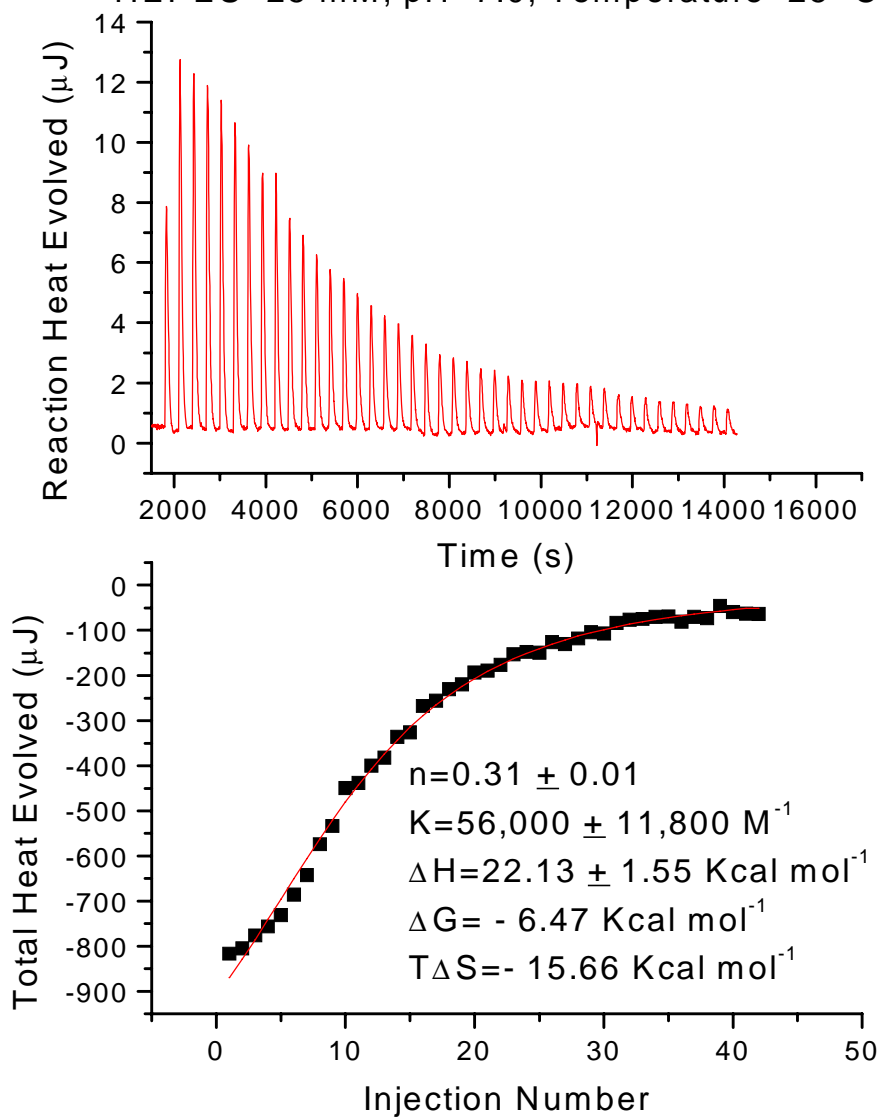 Reaction Heat Evolved (μJ)
14
12
10
8
6
4
2
0
2000 4000 6000 8000 10000 12000 14000 16000
Time (s)
Total Heat Evolved (μJ)
0
-100
-200
-300
-400
-500
-600
-700
-800
-900
n=0.31 ± 0.01
K=56,000 ± 11,800 M⁻¹
ΔH=22.13 ± 1.55 Kcal mol⁻¹
ΔG= - 6.47 Kcal mol⁻¹
TΔS=- 15.66 Kcal mol⁻¹
0 10 20 30 40 50
Injection Number